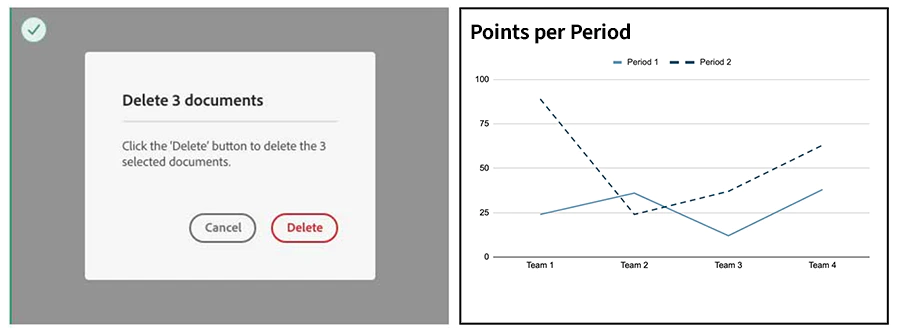 Delete 3 documents
Click the 'Delete' button to delete the 3
selected documents.
Cancel
Delete
Points per Period
Period 1
Period 2
100
75
50
25
0
Team 1
Team 2
Team 3
Team 4